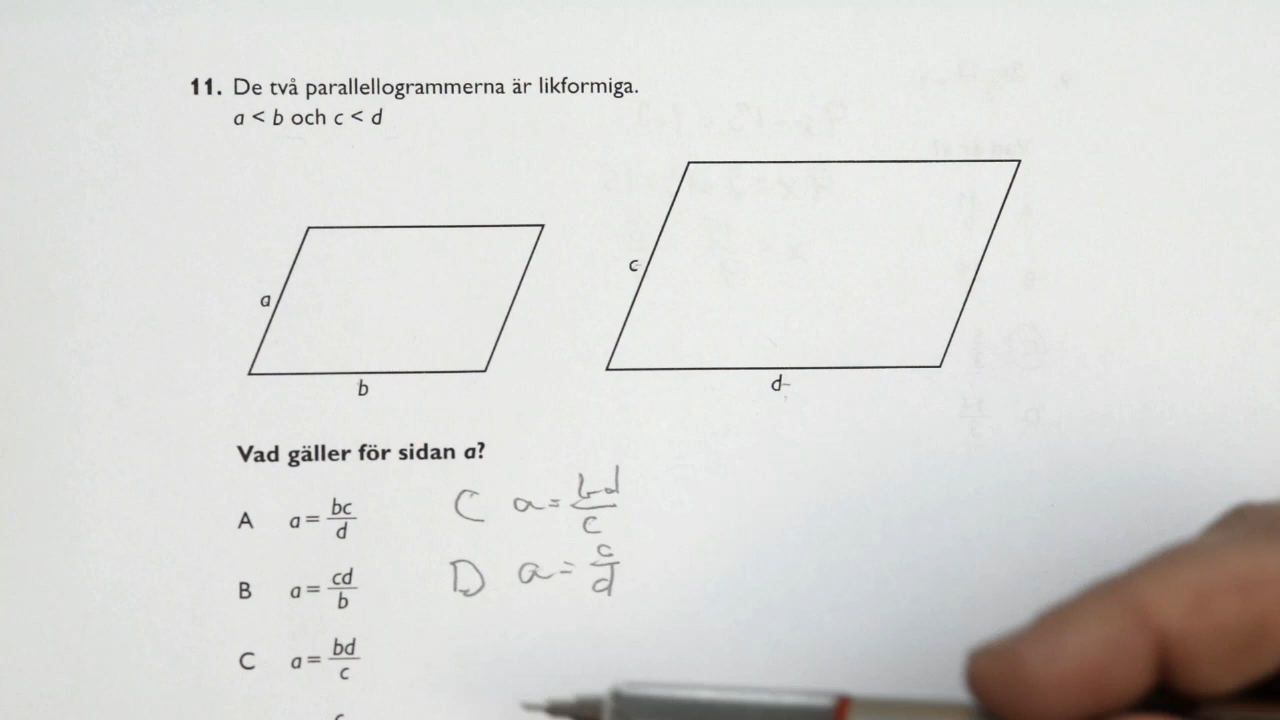 11. De två parallellogrammerna är likformiga.
a < b och c < d
a
b
c
d
Vad gäller för sidan a?
A a = bc/d
B a = cd/b
C a = bd/c
C a = bd/c
D a = c/d